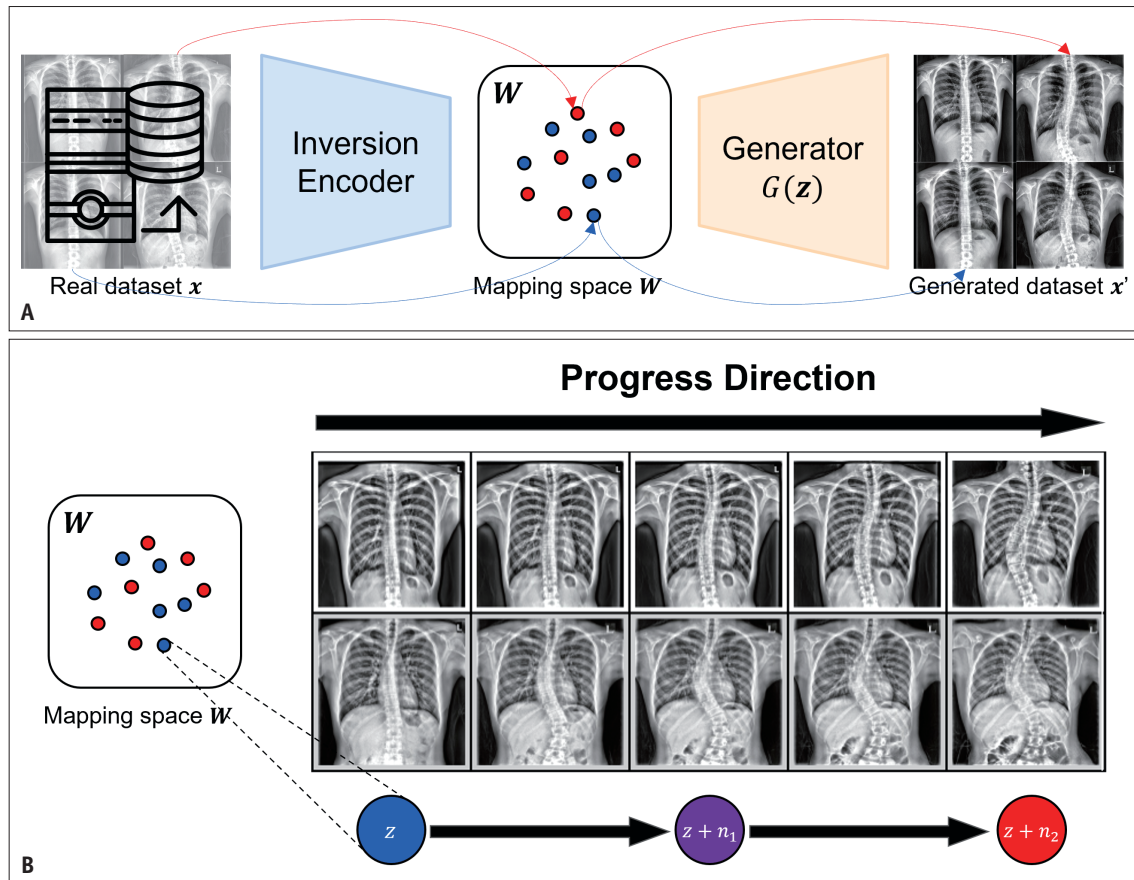 W
Inversion
Encoder
Generator
G(z)
L
L
L
L
Real dataset x
Mapping space W
Generated dataset x'
A
Progress Direction
L
L
L
L
L
W
L
L
L
L
L
Mapping space W
z
z + n₁
z + n₂
B